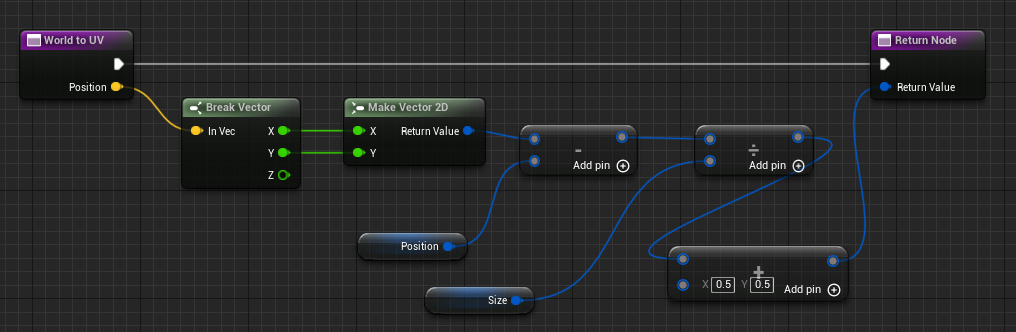 World to UV
Position
Break Vector
In Vec
X
Y
Z
Make Vector 2D
X
Return Value
Y
-
Add pin
÷
Add pin
Position
Size
+
X 0.5 Y 0.5
Add pin
Return Node
Return Value